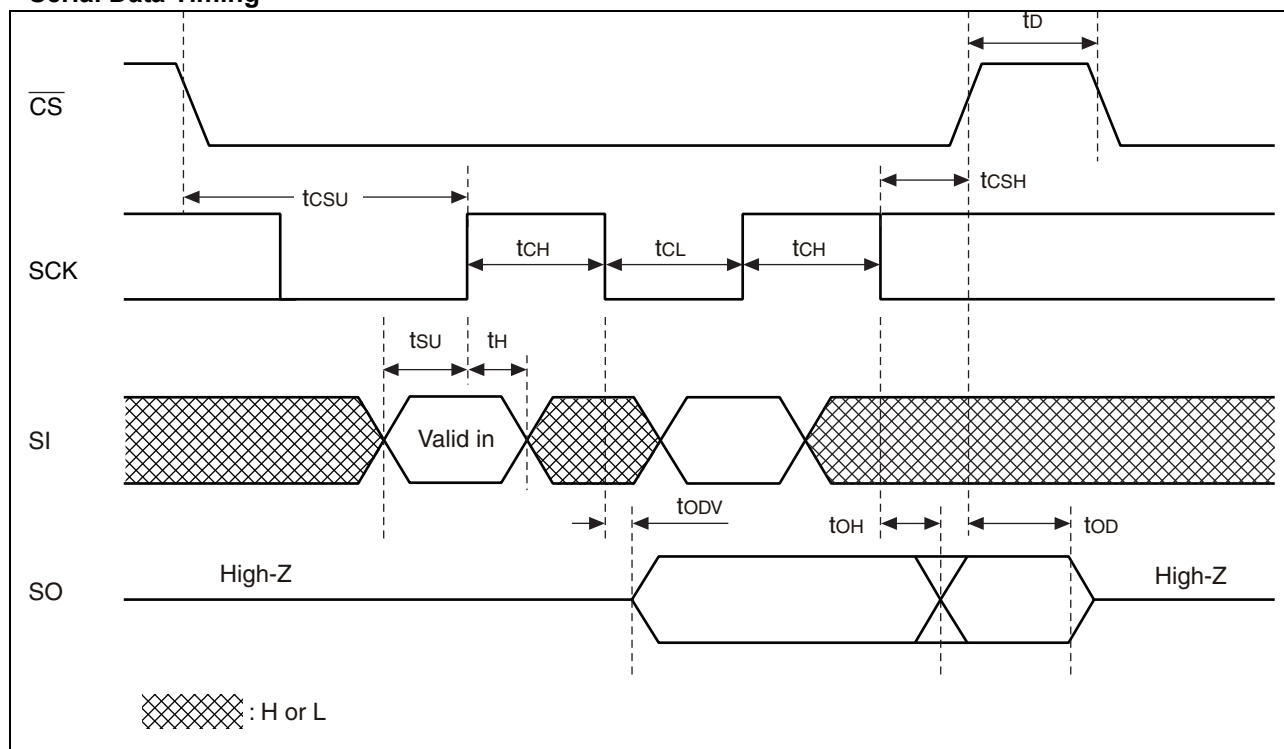 Serial Data Timing
tD
CS
tCSU
tCSH
SCK
tCH
tCL
tCH
tSU
tH
SI
Valid in
tODV
tOH
tOD
SO
High-Z
High-Z
: H or L